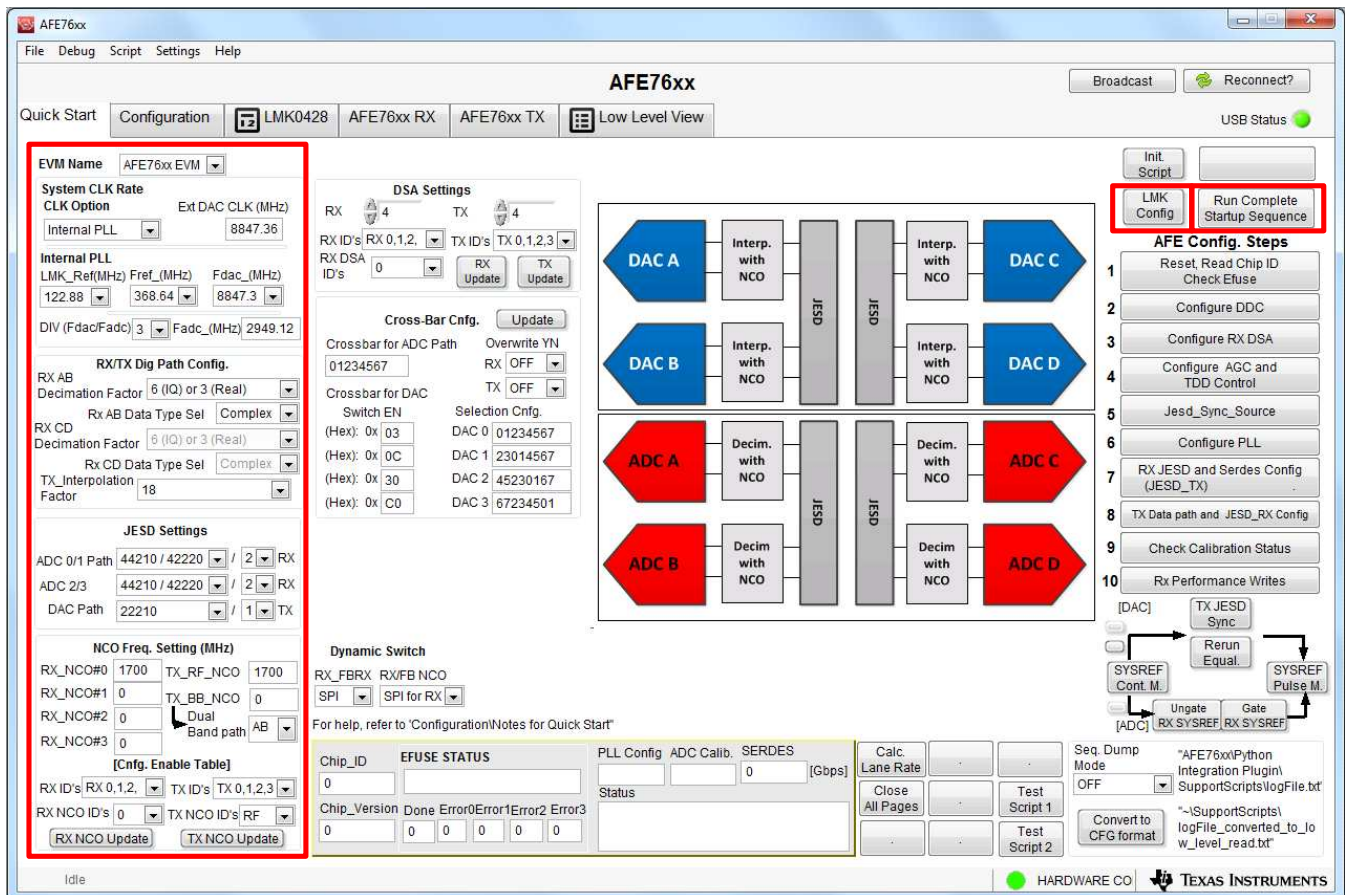 AFE76xx
File Debug Script Settings Help
AFE76xx
Broadcast
Reconnect?
Quick Start
Configuration
LMK0428
AFE76xx RX
AFE76xx TX
Low Level View
USB Status
EVM Name AFE76xx EVM
System CLK Rate
CLK Option Ext DAC CLK (MHz)
Internal PLL 8847.36
Internal PLL
LMK_Ref(MHz) Fref_(MHz) Fdac_(MHz)
122.88 368.64 8847.3
DIV (Fdac/Fadc) 3 Fadc_(MHz) 2949.12
RX/TX Dig Path Config.
RX AB
Decimation Factor 6 (IQ) or 3 (Real)
Rx AB Data Type Sel Complex
RX CD
Decimation Factor 6 (IQ) or 3 (Real)
Rx CD Data Type Sel Complex
TX_Interpolation
Factor 18
JESD Settings
ADC 0/1 Path 44210 / 42220 / 2 RX
ADC 2/3 44210 / 42220 / 2 RX
DAC Path 22210 / 1 TX
NCO Freq. Setting (MHz)
RX_NCO#0 1700 TX_RF_NCO 1700
RX_NCO#1 0 TX_BB_NCO 0
RX_NCO#2 0 Dual
Band path AB
RX_NCO#3 0
[Cnfg. Enable Table]
RX ID's RX 0,1,2, TX ID's TX 0,1,2,3
RX NCO ID's 0 TX NCO ID's RF
RX NCO Update TX NCO Update
DSA Settings
RX 4 TX 4
RX ID's RX 0,1,2, TX ID's TX 0,1,2,3
RX DSA
ID's 0
RX
Update
TX
Update
Cross-Bar Cnfg. Update
Crossbar for ADC Path Overwrite YN
01234567 RX OFF
TX OFF
Crossbar for DAC
Switch EN Selection Cnfg.
(Hex): 0x 03 DAC 0 01234567
(Hex): 0x 0C DAC 1 23014567
(Hex): 0x 30 DAC 2 45230167
(Hex): 0x C0 DAC 3 67234501
Dynamic Switch
RX_FBRX RX/FB NCO
SPI SPI for RX
For help, refer to 'Configuration\Notes for Quick Start"
DAC A
Interp.
with
NCO
JESD
JESD
Interp.
with
NCO
DAC C
DAC B
Interp.
with
NCO
Interp.
with
NCO
DAC D
ADC A
Decim.
with
NCO
JESD
JESD
Decim.
with
NCO
ADC C
ADC B
Decim
with
NCO
Decim
with
NCO
ADC D
Chip_ID
0
Chip_Version
0
EFUSE STATUS
Done Error0 Error1 Error2 Error3
0 0 0 0 0
PLL Config ADC Calib. SERDES
0 [Gbps]
Status
Calc.
Lane Rate
Close
All Pages
Test
Script 1
Test
Script 2
Init.
Script
LMK
Config
Run Complete
Startup Sequence
AFE Config. Steps
1 Reset, Read Chip ID
Check Efuse
2 Configure DDC
3 Configure RX DSA
4 Configure AGC and
TDD Control
5 Jesd_Sync_Source
6 Configure PLL
7 RX JESD and Serdes Config
(JESD_TX) .
8 TX Data path and JESD_RX Config
9 Check Calibration Status
10 Rx Performance Writes
[DAC]
TX JESD
Sync
Rerun
Equal.
SYSREF
Cont. M.
SYSREF
Pulse M.
Ungate
RX SYSREF
Gate
RX SYSREF
[ADC]
Seq. Dump
Mode
OFF
"AFE76xx\Python
Integration Plugin\
SupportScripts\logFile.txt'
Convert to
CFG format
"~\SupportScripts\
logFile_converted_to_lo
w_level_read.txt"
Idle
HARDWARE CO
TEXAS INSTRUMENTS